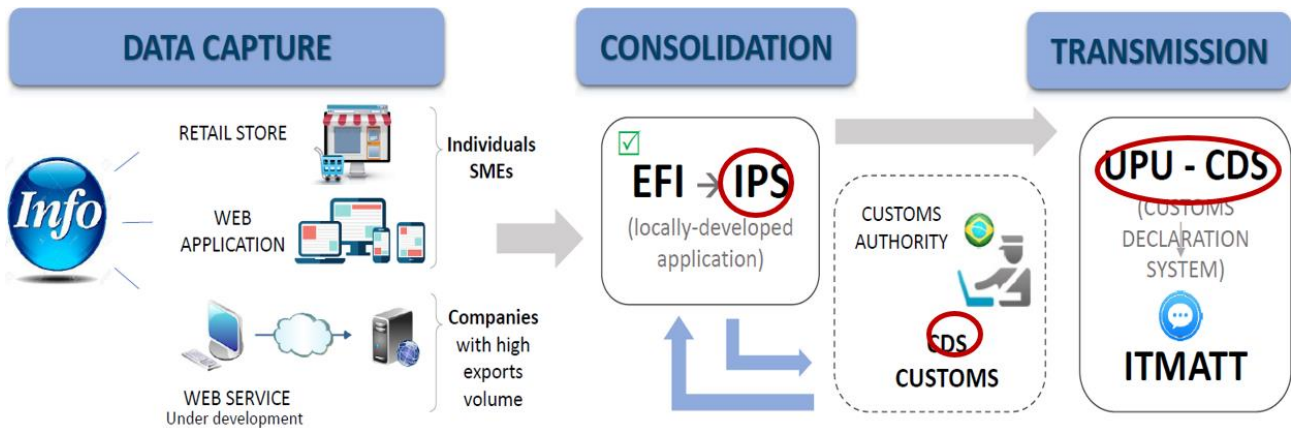 DATA CAPTURE
CONSOLIDATION
TRANSMISSION
Info
RETAIL STORE
WEB
APPLICATION
Individuals
SMEs
WEB SERVICE
Under development
Companies
with high
exports
volume
EFI → IPS
(locally-developed
application)
CUSTOMS
AUTHORITY
CDS
CUSTOMS
UPU - CDS
(CUSTOMS
DECLARATION
SYSTEM)
ITMATT